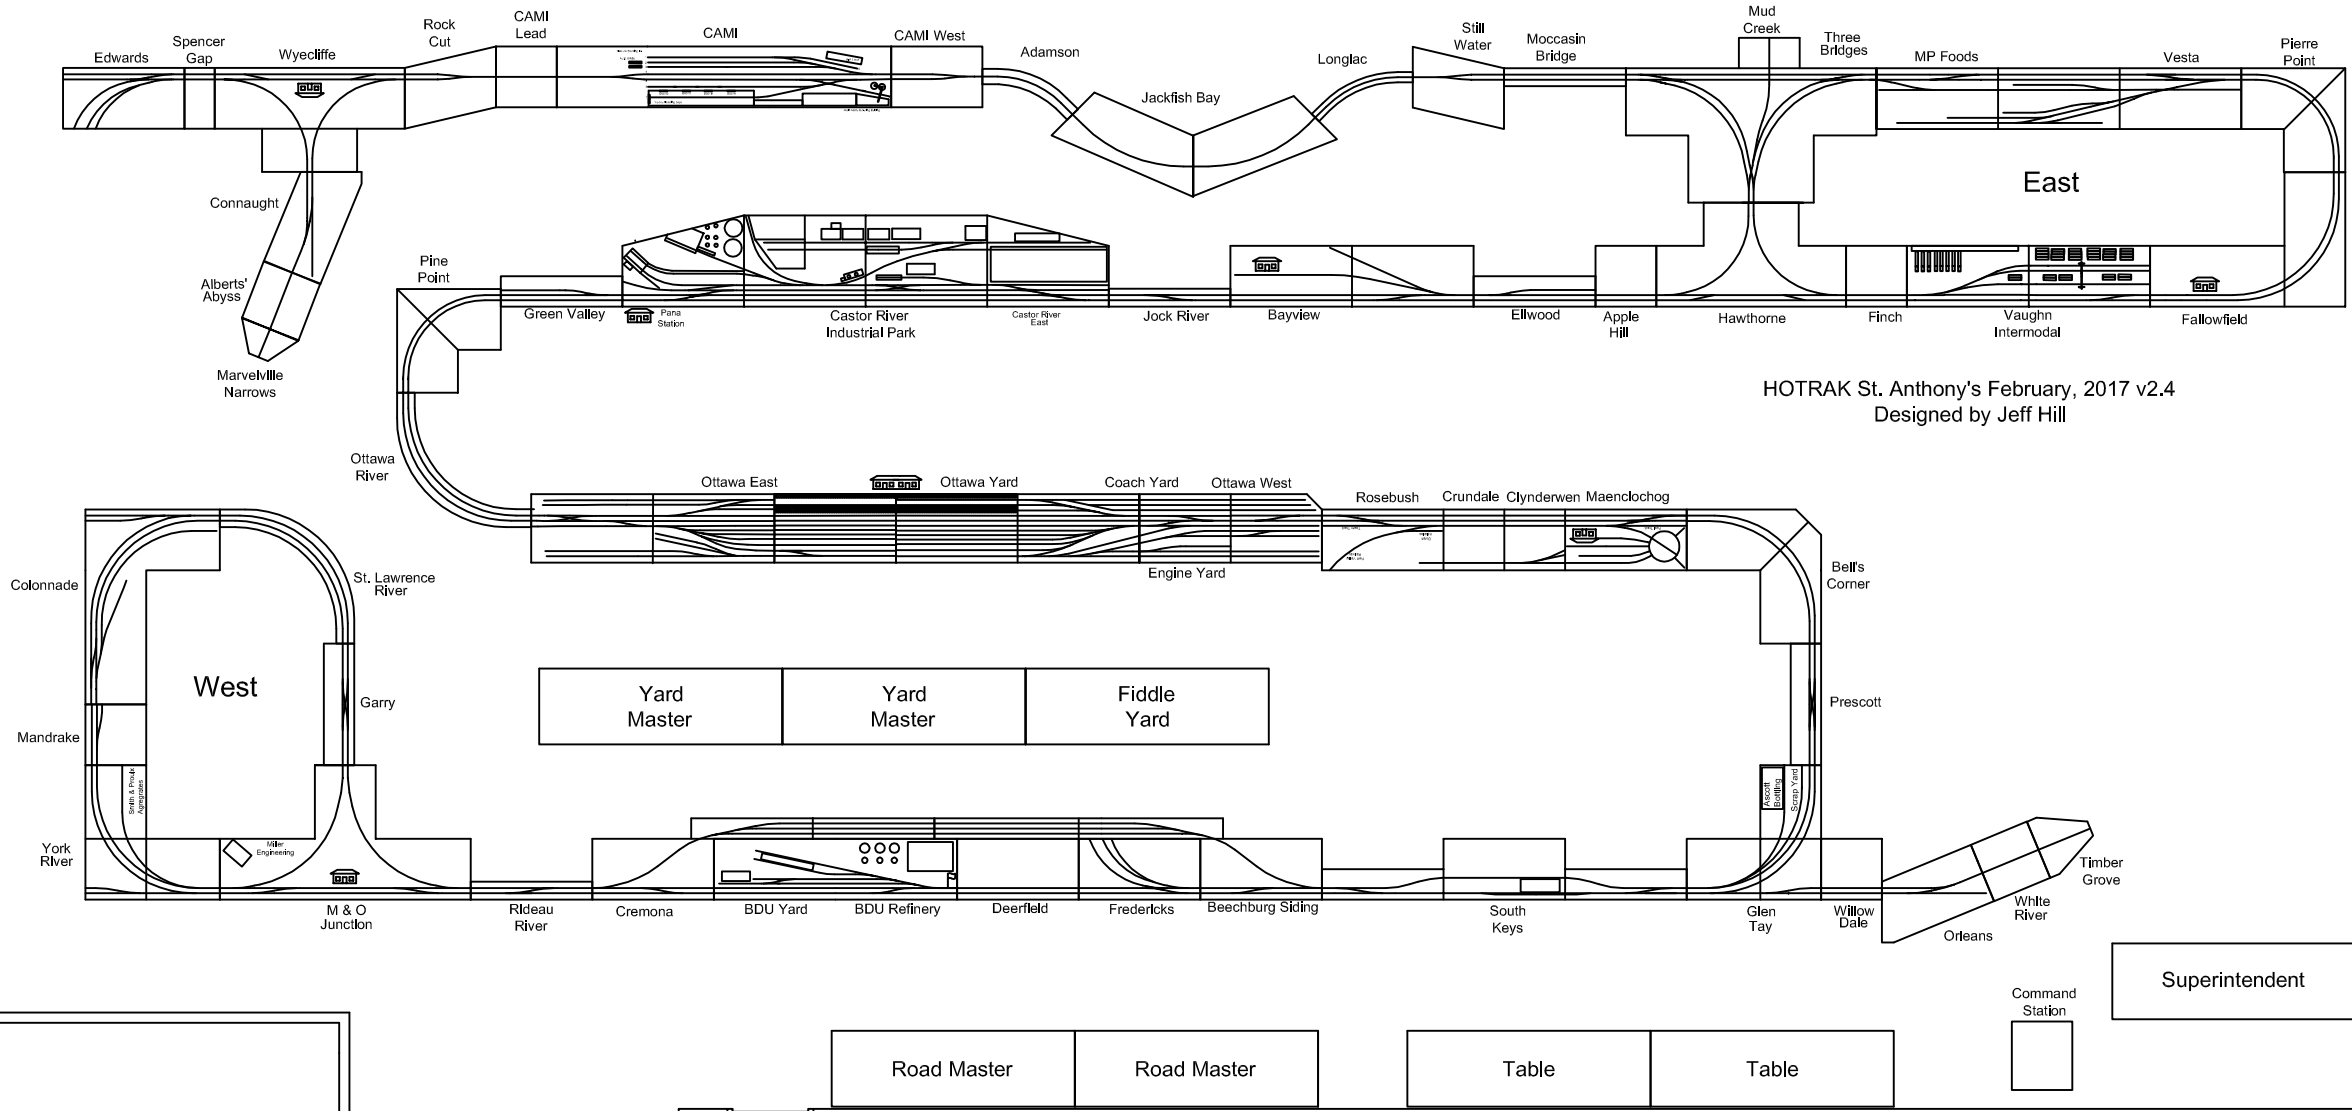 Edwards
Spencer
Gap
Wyecliffe
Rock
Cut
CAMI
Lead
CAMI
CAMI West
Adamson
Jackfish Bay
Longlac
Still
Water
Moccasin
Bridge
Mud
Creek
Three
Bridges
MP Foods
Vesta
Pierre
Point
East
Connaught
Alberts'
Abyss
Marvelville
Narrows
Pine
Point
Green Valley
Pana
Station
Castor River
Industrial Park
Castor River
East
Jock River
Bayview
Ellwood
Apple
Hill
Hawthorne
Finch
Vaughn
Intermodal
Fallowfield
HOTRAK St. Anthony's February, 2017 v2.4
Designed by Jeff Hill
Ottawa
River
Ottawa East
Ottawa Yard
Coach Yard
Ottawa West
Engine Yard
Rosebush
Crundale
Clynderwen
Maenclochog
Bell's
Corner
Colonnade
St. Lawrence
River
West
Garry
Mandrake
Smith & Proulx
Agregrates
York
River
Miller
Engineering
M & O
Junction
Yard
Master
Yard
Master
Fiddle
Yard
Prescott
Ascott
Bottling
Scrap Yard
Rideau
River
Cremona
BDU Yard
BDU Refinery
Deerfield
Fredericks
Beechburg Siding
South
Keys
Glen
Tay
Willow
Dale
Orleans
White
River
Timber
Grove
Superintendent
Command
Station
Road Master
Road Master
Table
Table